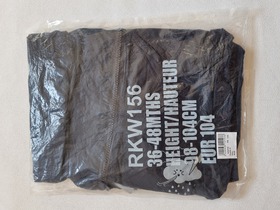 RKW156
36-48MTHS
HEIGHT/HAUTEUR
98-104CM
EUR 104